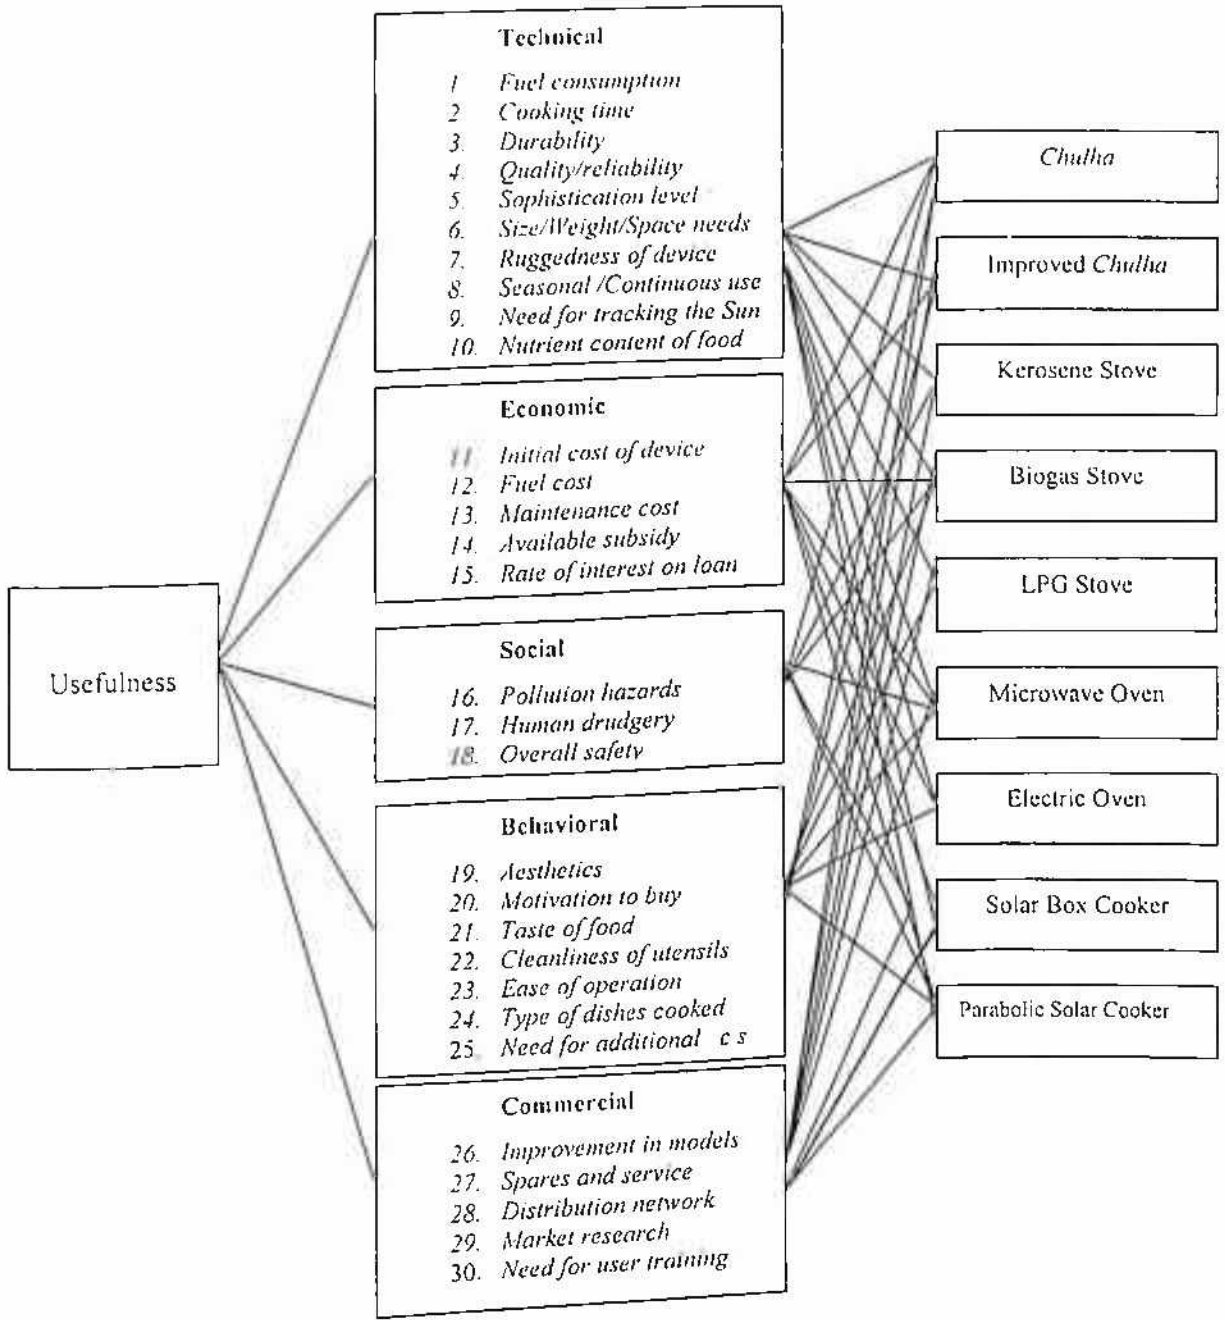 Usefulness
Technical
1 Fuel consumption
2 Cooking time
3. Durability
4. Quality/reliability
5. Sophistication level
6. Size/Weight/Space needs
7. Ruggedness of device
8. Seasonal /Continuous use
9. Need for tracking the Sun
10. Nutrient content of food
Economic
11. Initial cost of device
12. Fuel cost
13. Maintenance cost
14. Available subsidy
15. Rate of interest on loan
Social
16. Pollution hazards
17. Human drudgery
18. Overall safety
Behavioral
19. Aesthetics
20. Motivation to buy
21. Taste of food
22. Cleanliness of utensils
23. Ease of operation
24. Type of dishes cooked
25. Need for additional
Commercial
26. Improvement in models
27. Spares and service
28. Distribution network
29. Market research
30. Need for user training
Chulha
Improved Chulha
Kerosene Stove
Biogas Stove
LPG Stove
Microwave Oven
Electric Oven
Solar Box Cooker
Parabolic Solar Cooker